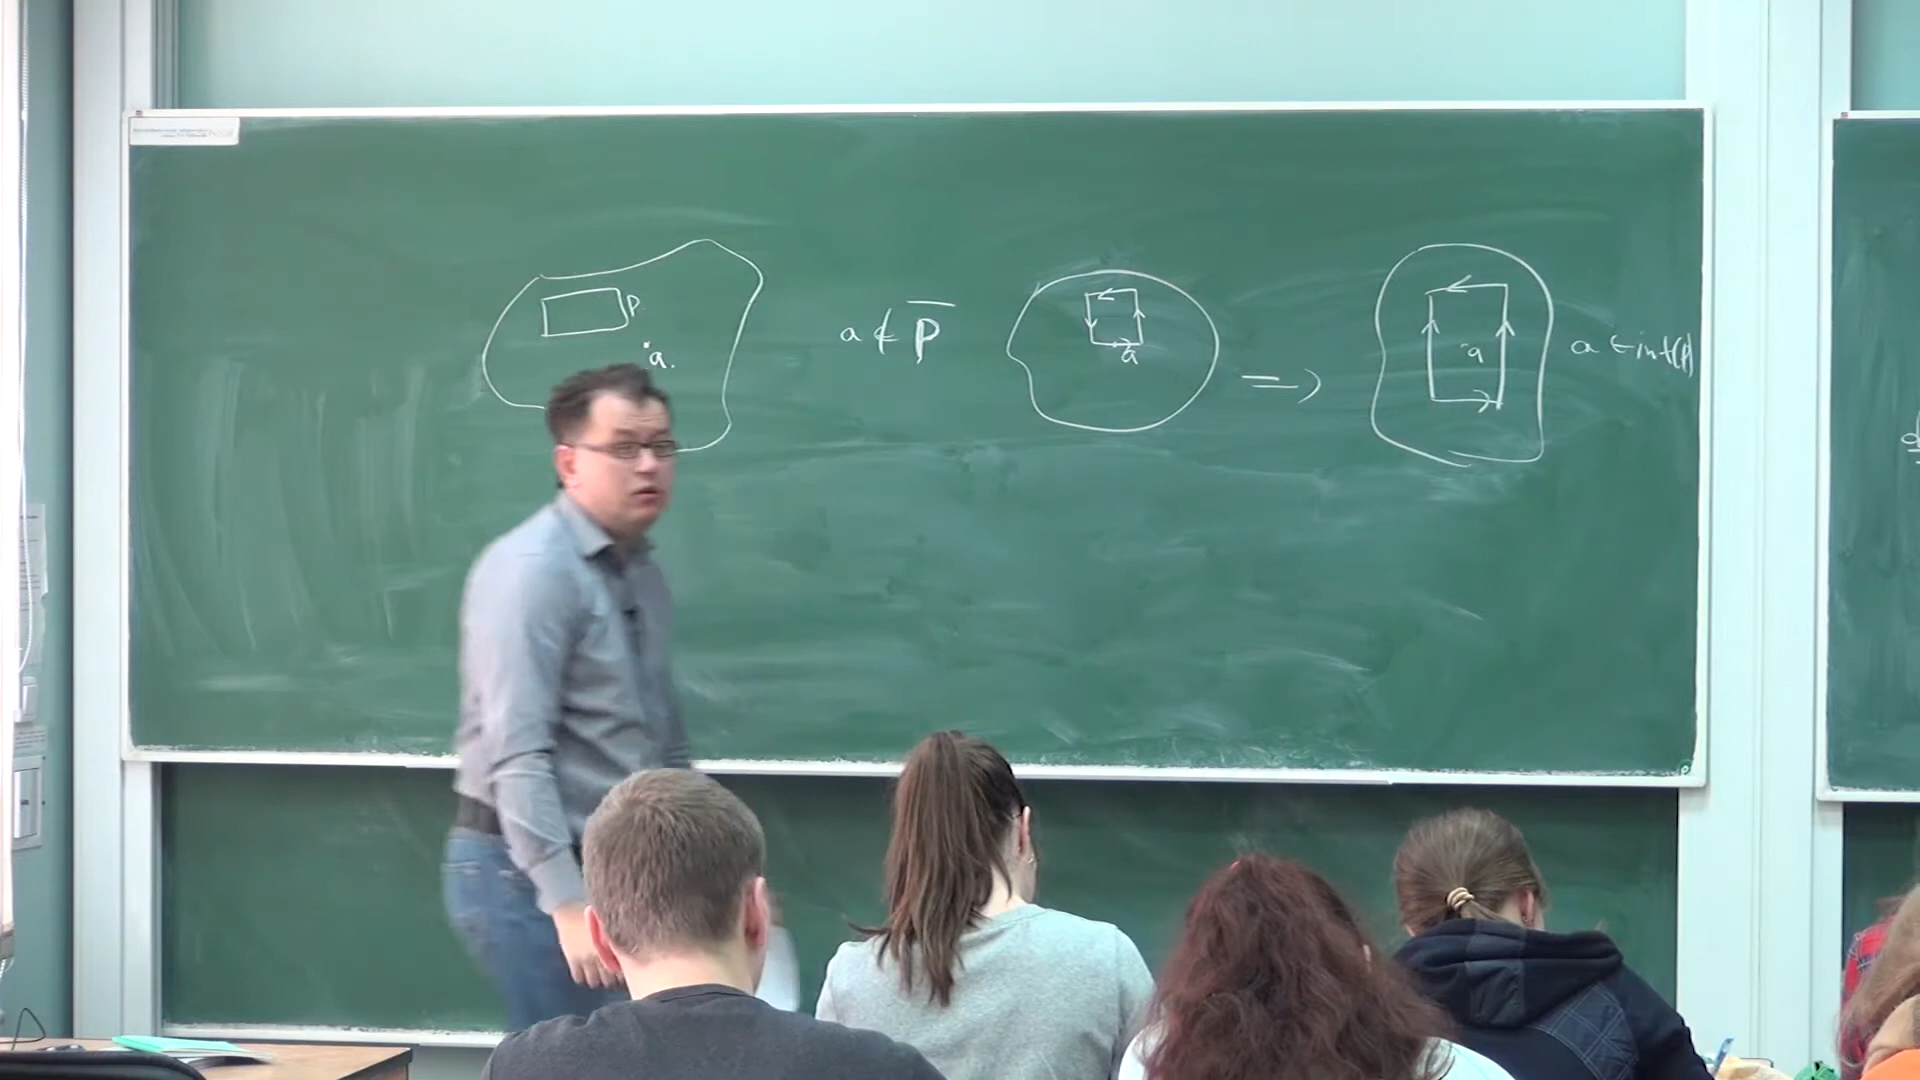 P
a.
a ∉ P̅
a
=>
a
a ∈ int(P)